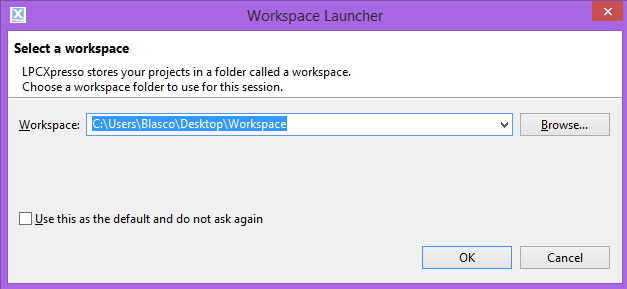 Workspace Launcher
Select a workspace
LPCXpresso stores your projects in a folder called a workspace.
Choose a workspace folder to use for this session.
Workspace: C:\Users\Blasco\Desktop\Workspace Browse...
Use this as the default and do not ask again
OK Cancel